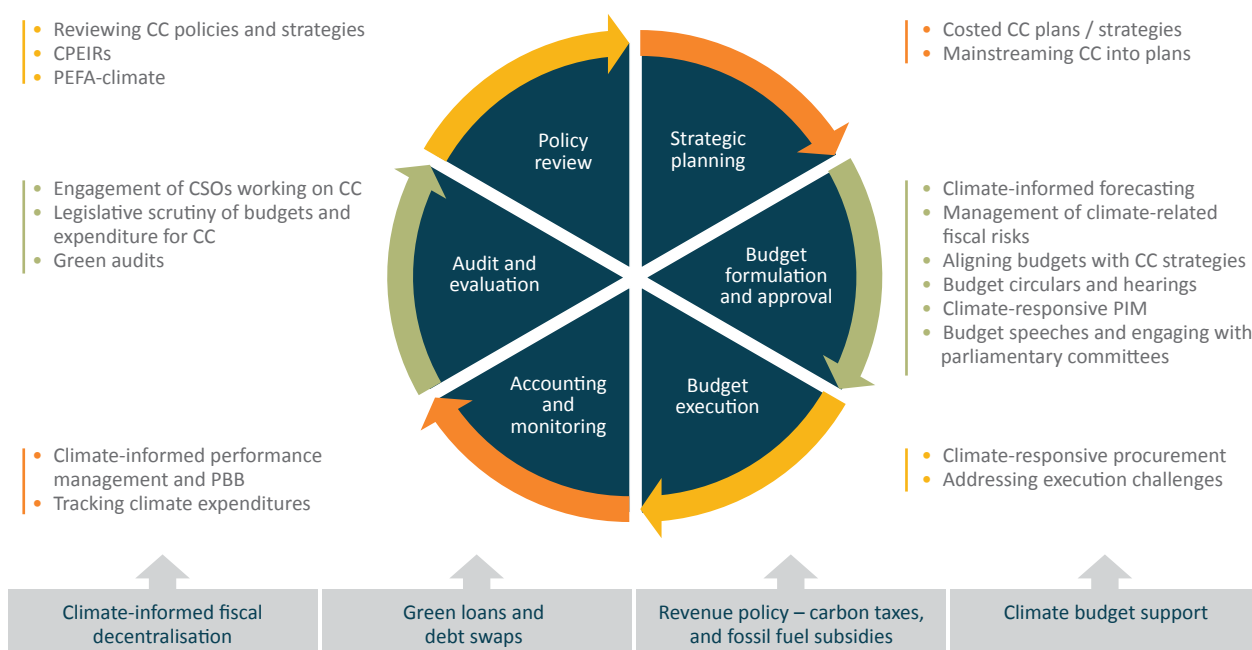 • Reviewing CC policies and strategies
• CPEIRs
• PEFA-climate
• Costed CC plans / strategies
• Mainstreaming CC into plans
Policy
review
Strategic
planning
• Engagement of CSOs working on CC
• Legislative scrutiny of budgets and
expenditure for CC
• Green audits
Audit and
evaluation
Budget
formulation
and approval
• Climate-informed forecasting
• Management of climate-related
fiscal risks
• Aligning budgets with CC strategies
• Budget circulars and hearings
• Climate-responsive PIM
• Budget speeches and engaging with
parliamentary committees
Accounting
and
monitoring
Budget
execution
• Climate-informed performance
management and PBB
• Tracking climate expenditures
• Climate-responsive procurement
• Addressing execution challenges
Climate-informed fiscal
decentralisation
Green loans and
debt swaps
Revenue policy – carbon taxes,
and fossil fuel subsidies
Climate budget support